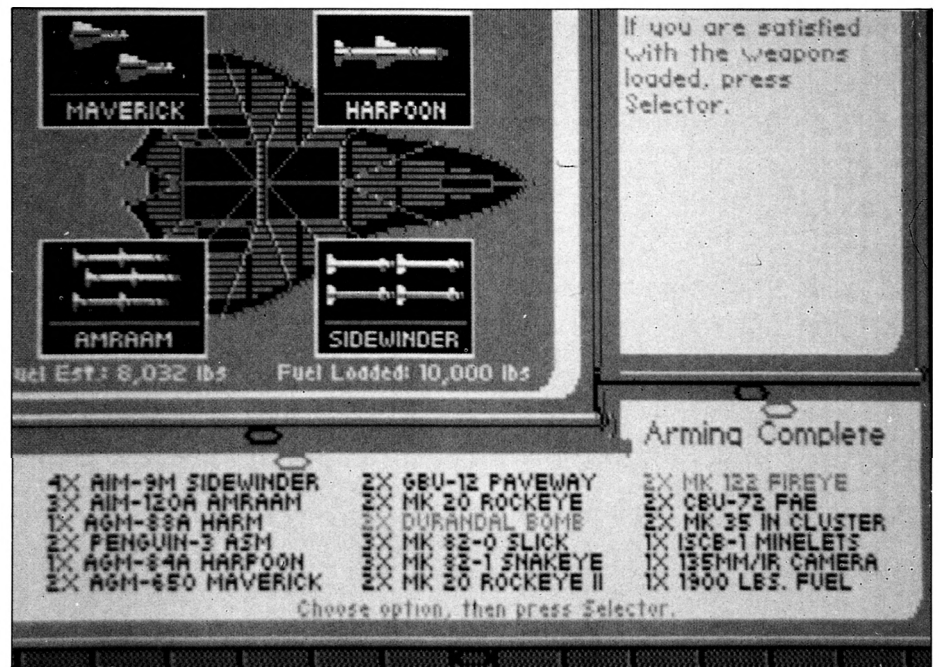 MAVERICK
HARPOON
If you are satisfied
with the weapons
loaded, press
Selector.
AMRAAM
SIDEWINDER
uel Est.: 8,032 lbs
Fuel Loaded: 10,000 lbs
Arming Complete
4X AIM-9M SIDEWINDER
3X AIM-120A AMRAAM
1X AGM-88A HARM
2X PENGUIN-3 ASM
1X AGM-84A HARPOON
2X AGM-65D MAVERICK
2X GBU-12 PAVEWAY
2X MK 20 ROCKEYE
2X DURANDAL BOMB
3X MK 82-0 SLICK
3X MK 82-1 SNAKEYE
2X MK 20 ROCKEYE II
2X MK 122 FIREYE
2X CBU-72 FAE
2X MK 35 IN CLUSTER
1X ISCB-1 MINELETS
1X 135MM/IR CAMERA
1X 1900 LBS. FUEL
Choose option, then press Selector.